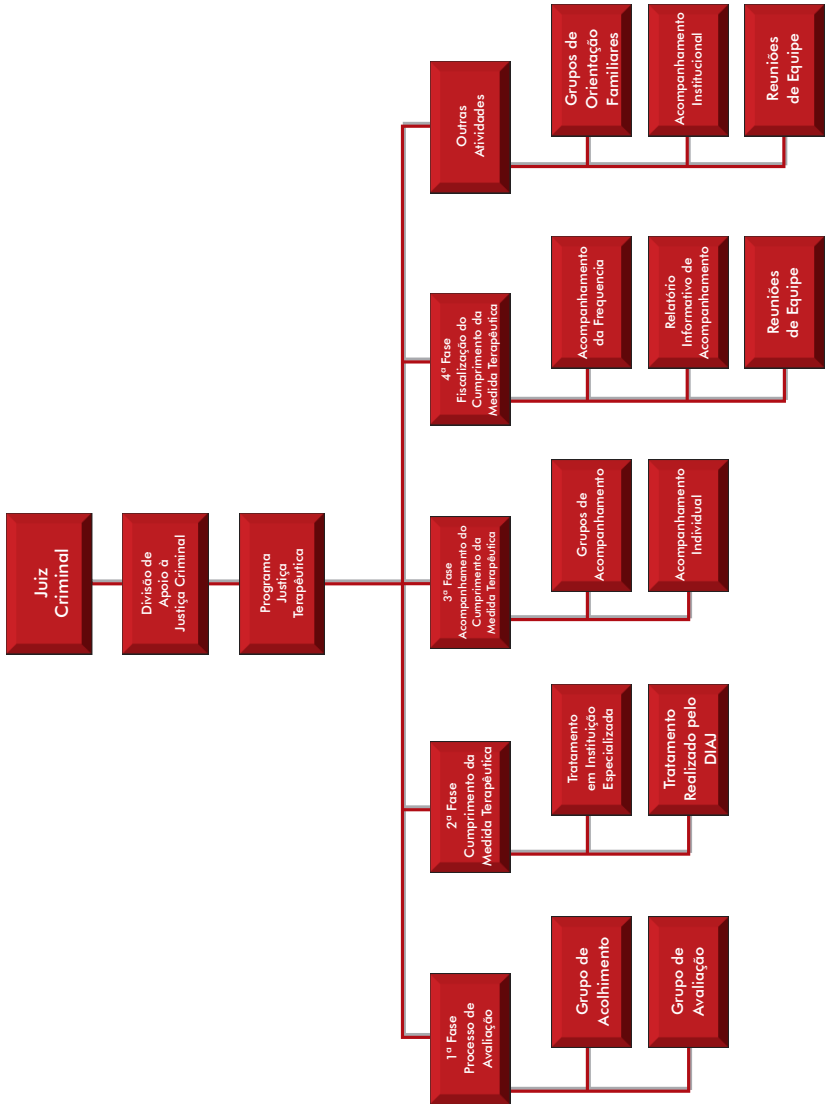 Juiz
Criminal
Divisão de
Apoio à
Justiça Criminal
Programa
Justiça
Terapêutica
1ª Fase
Processo de
Avaliação
Grupo de
Acolhimento
Grupo de
Avaliação
2ª Fase
Cumprimento da
Medida Terapêutica
Tratamento
em Instituição
Especializada
Tratamento
Realizado pelo
DIAJ
3ª Fase
Acompanhamento do
Cumprimento da
Medida Terapêutica
Grupos de
Acompanhamento
Acompanhamento
Individual
4ª Fase
Fiscalização do
Cumprimento da
Medida Terapêutica
Acompanhamento
da Frequencia
Relatório
Informativo de
Acompanhamento
Reuniões
de Equipe
Outras
Atividades
Grupos de
Orientação
Familiares
Acompanhamento
Institucional
Reuniões
de Equipe